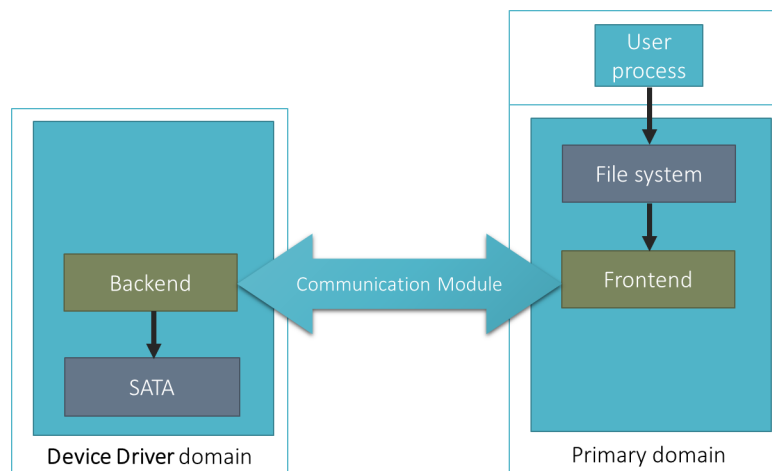 User
process
File system
Backend
Communication Module
Frontend
SATA
Device Driver domain
Primary domain